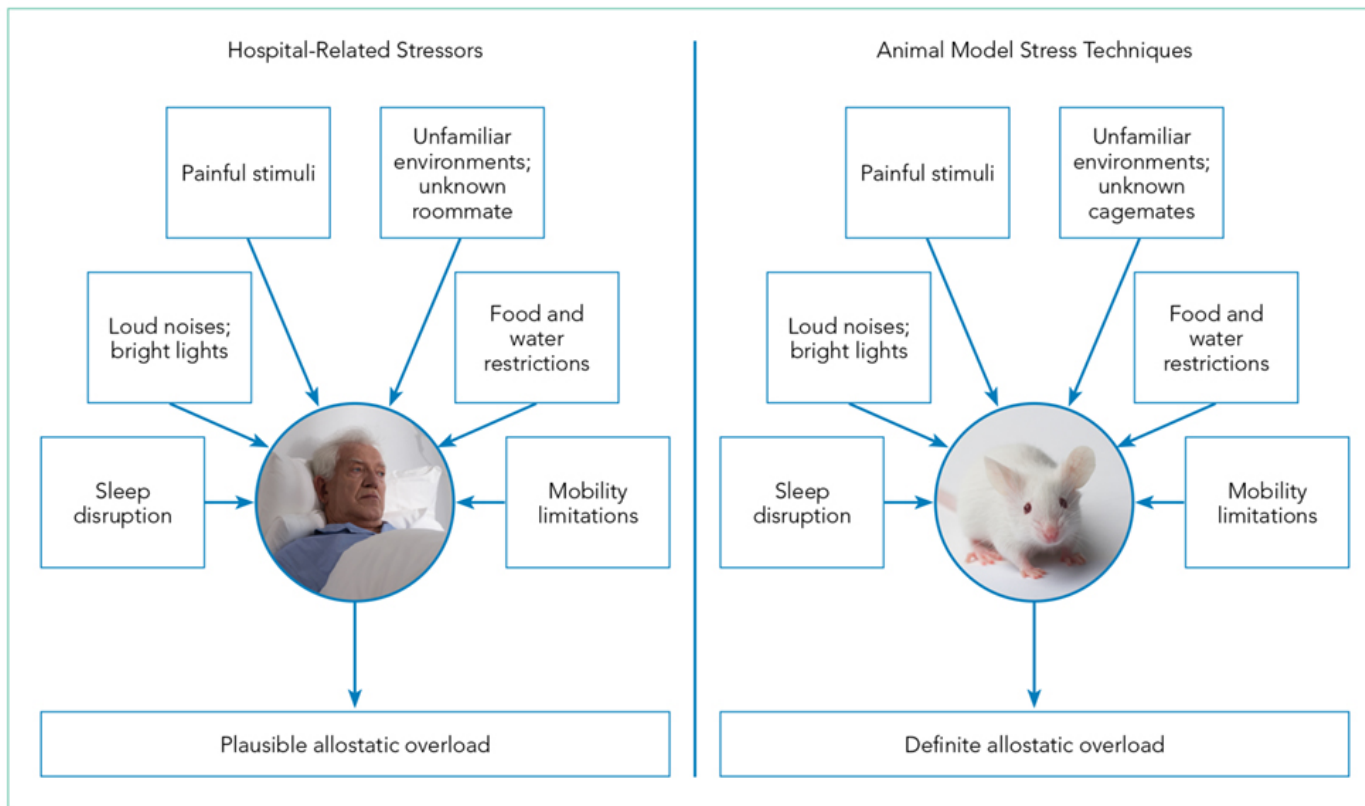 Hospital-Related Stressors
Painful stimuli
Unfamiliar
environments;
unknown
roommate
Loud noises;
bright lights
Food and
water
restrictions
Sleep
disruption
Mobility
limitations
Plausible allostatic overload
Animal Model Stress Techniques
Painful stimuli
Unfamiliar
environments;
unknown
cagemates
Loud noises;
bright lights
Food and
water
restrictions
Sleep
disruption
Mobility
limitations
Definite allostatic overload